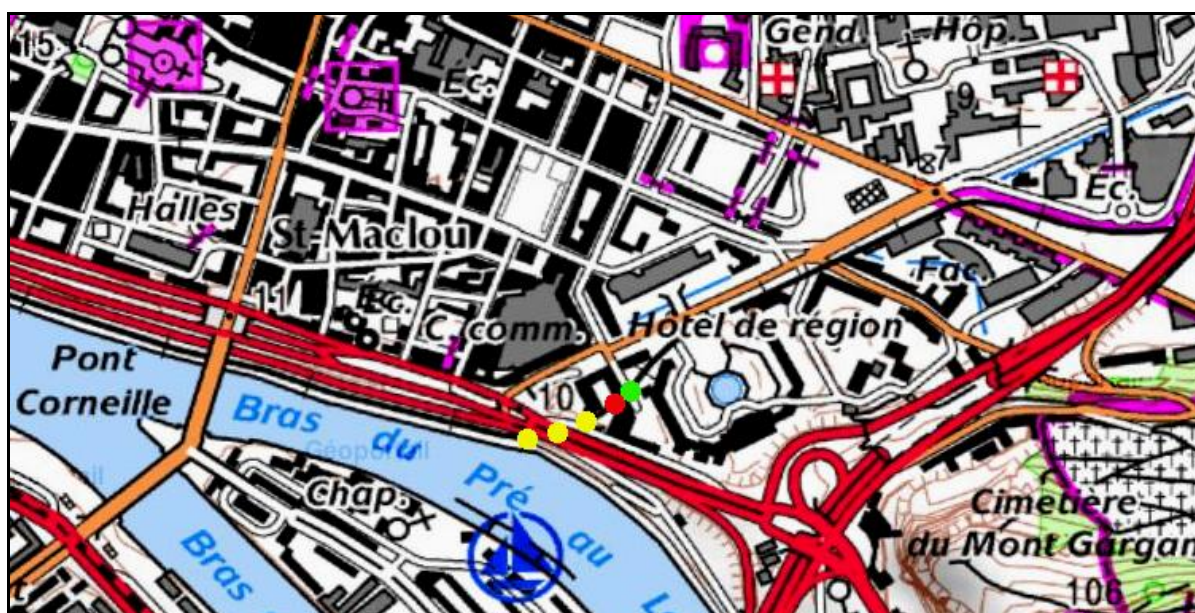 Gend. Hôp.
15
Éc.
9
7
Éc.
Halles
St-Maclou
Fac.
11
Éc.
C. comm.
Hôtel de région
Pont
Corneille
10
Bras du
Pré au
Géoportail
Chap.
Bras
Cimetière
du Mont Gargan
106